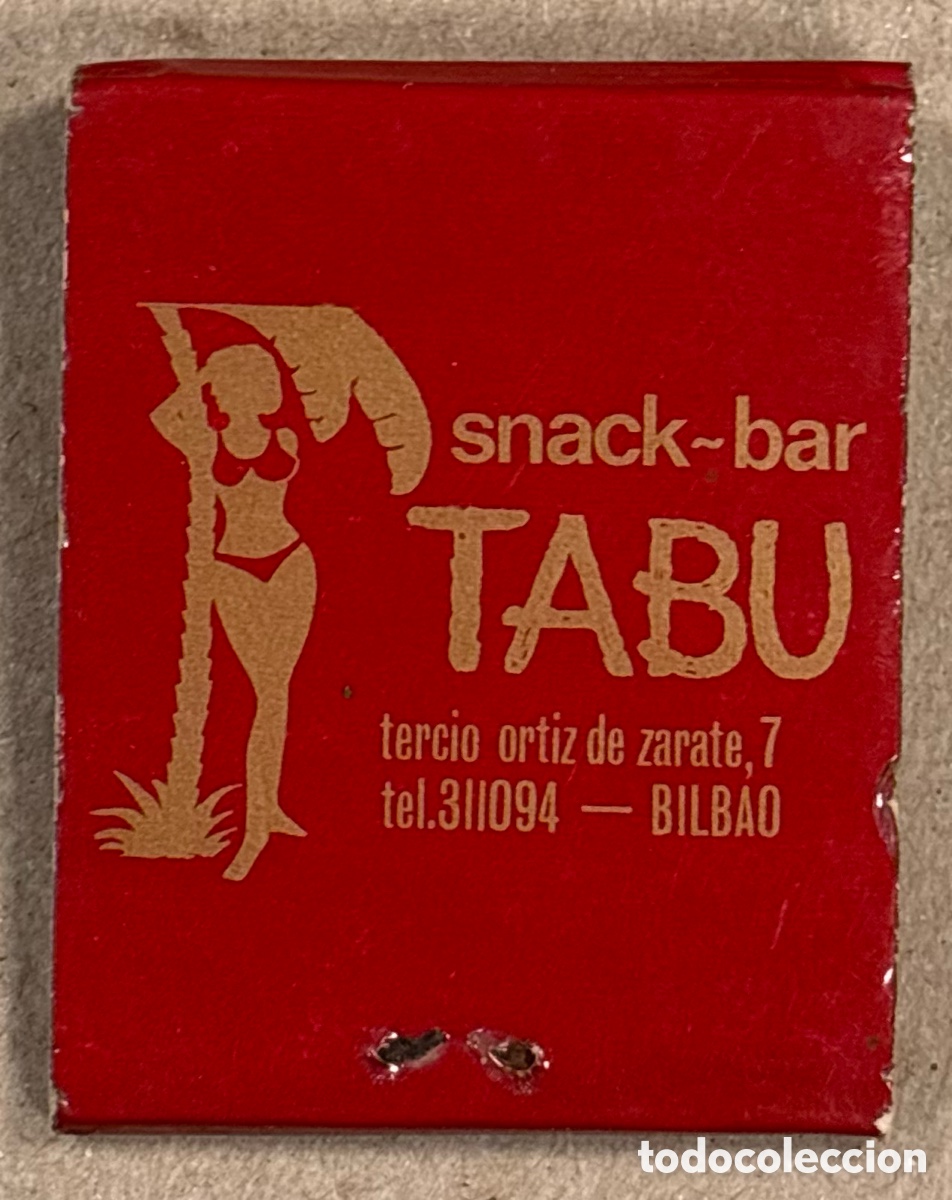 snack~bar
TABU
tercio ortiz de zarate, 7
tel. 311094 — BILBAO
todocoleccion